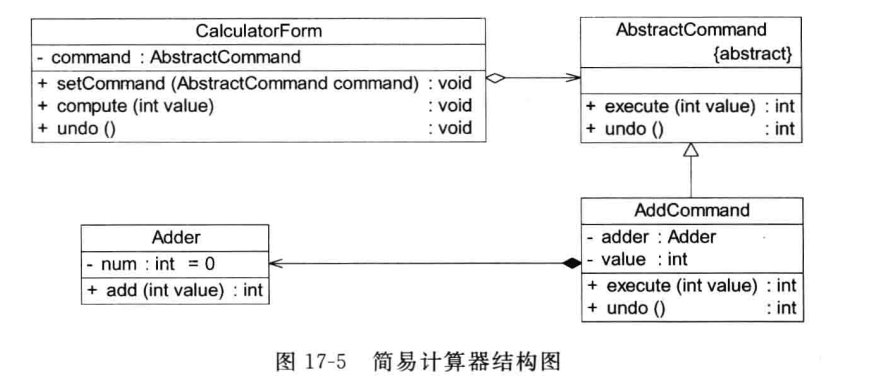 CalculatorForm
- command : AbstractCommand
+ setCommand (AbstractCommand command) : void
+ compute (int value) : void
+ undo () : void
AbstractCommand
{abstract}
+ execute (int value) : int
+ undo () : int
Adder
- num : int = 0
+ add (int value) : int
AddCommand
- adder : Adder
- value : int
+ execute (int value) : int
+ undo () : int
图 17-5 简易计算器结构图